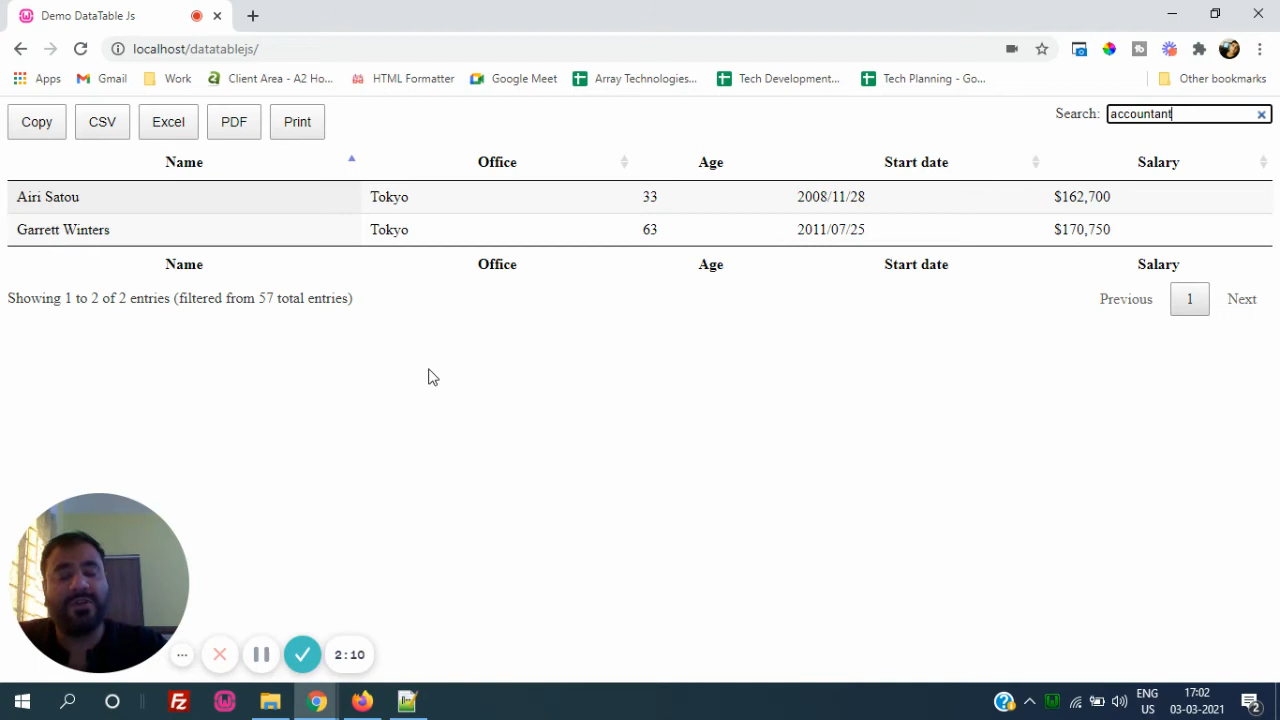 Demo DataTable Js
localhost/datatablejs/
Apps Gmail Work Client Area - A2 Ho... HTML Formatter Google Meet Array Technologies... Tech Development... Tech Planning - Go... Other bookmarks
Copy CSV Excel PDF Print Search: accountant
Name Office Age Start date Salary
Airi Satou Tokyo 33 2008/11/28 $162,700
Garrett Winters Tokyo 63 2011/07/25 $170,750
Name Office Age Start date Salary
Showing 1 to 2 of 2 entries (filtered from 57 total entries) Previous 1 Next
2:10
ENG 17:02
US 03-03-2021 2